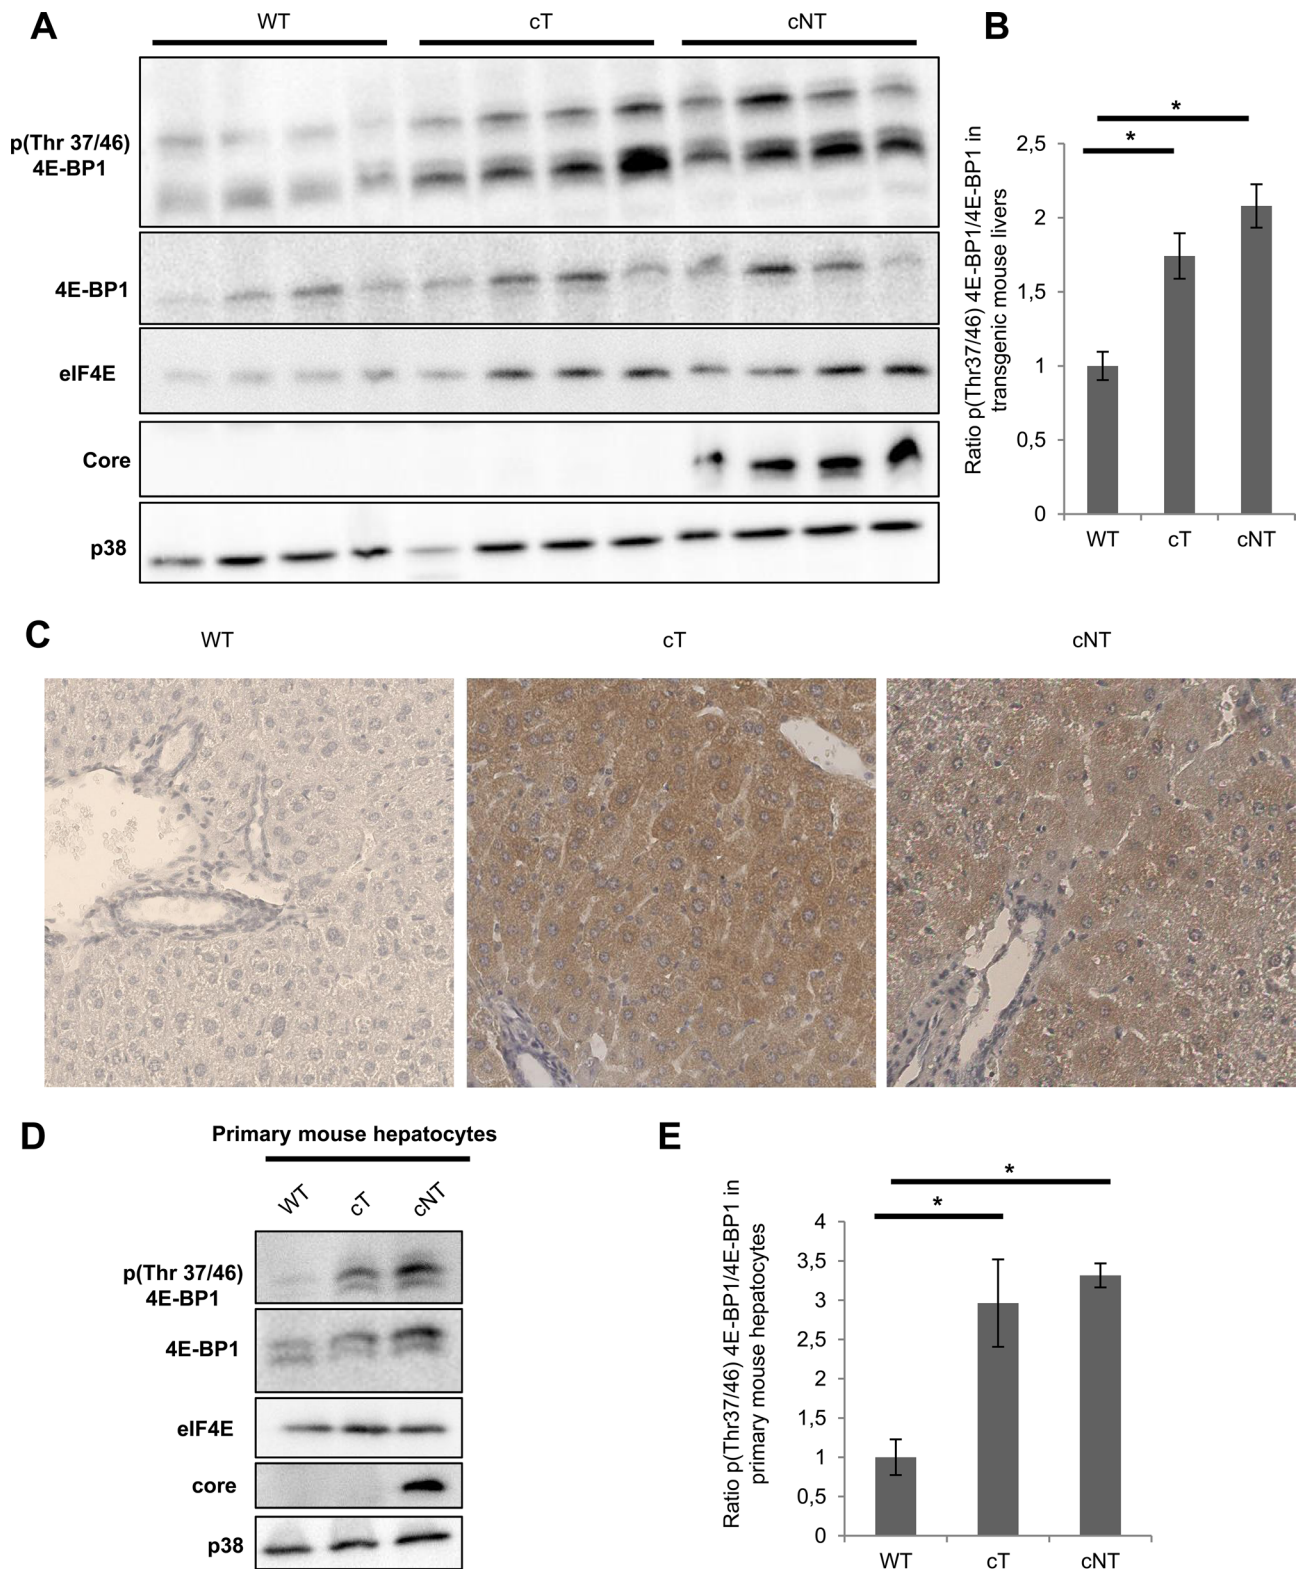 A
WT cT cNT
p(Thr 37/46)
4E-BP1
4E-BP1
eIF4E
Core
p38
B
* 
*
Ratio p(Thr37/46) 4E-BP1/4E-BP1 in
transgenic mouse livers
2,5
2
1,5
1
0,5
0
WT cT cNT
C
WT cT cNT
D
Primary mouse hepatocytes
WT cT cNT
p(Thr 37/46)
4E-BP1
4E-BP1
eIF4E
core
p38
E
*
*
Ratio p(Thr37/46) 4E-BP1/4E-BP1 in
primary mouse hepatocytes
4
3,5
3
2,5
2
1,5
1
0,5
0
WT cT cNT